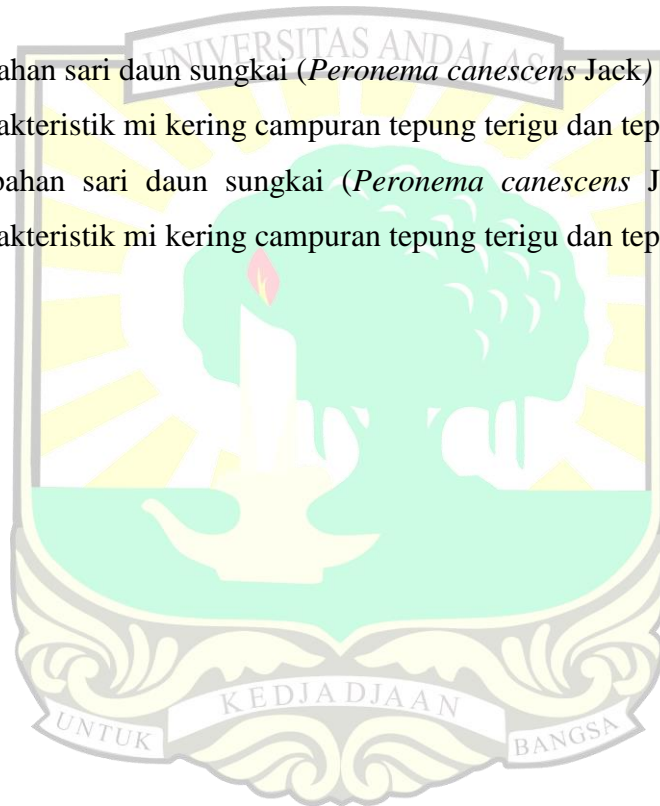 UNIVERSITAS ANDALAS
ahan sari daun sungkai (Peronema canescens Jack)
akteristik mi kering campuran tepung terigu dan tep
bahan sari daun sungkai (Peronema canescens J
akteristik mi kering campuran tepung terigu dan tep
UNTUK KEDJADJAAN BANGSA